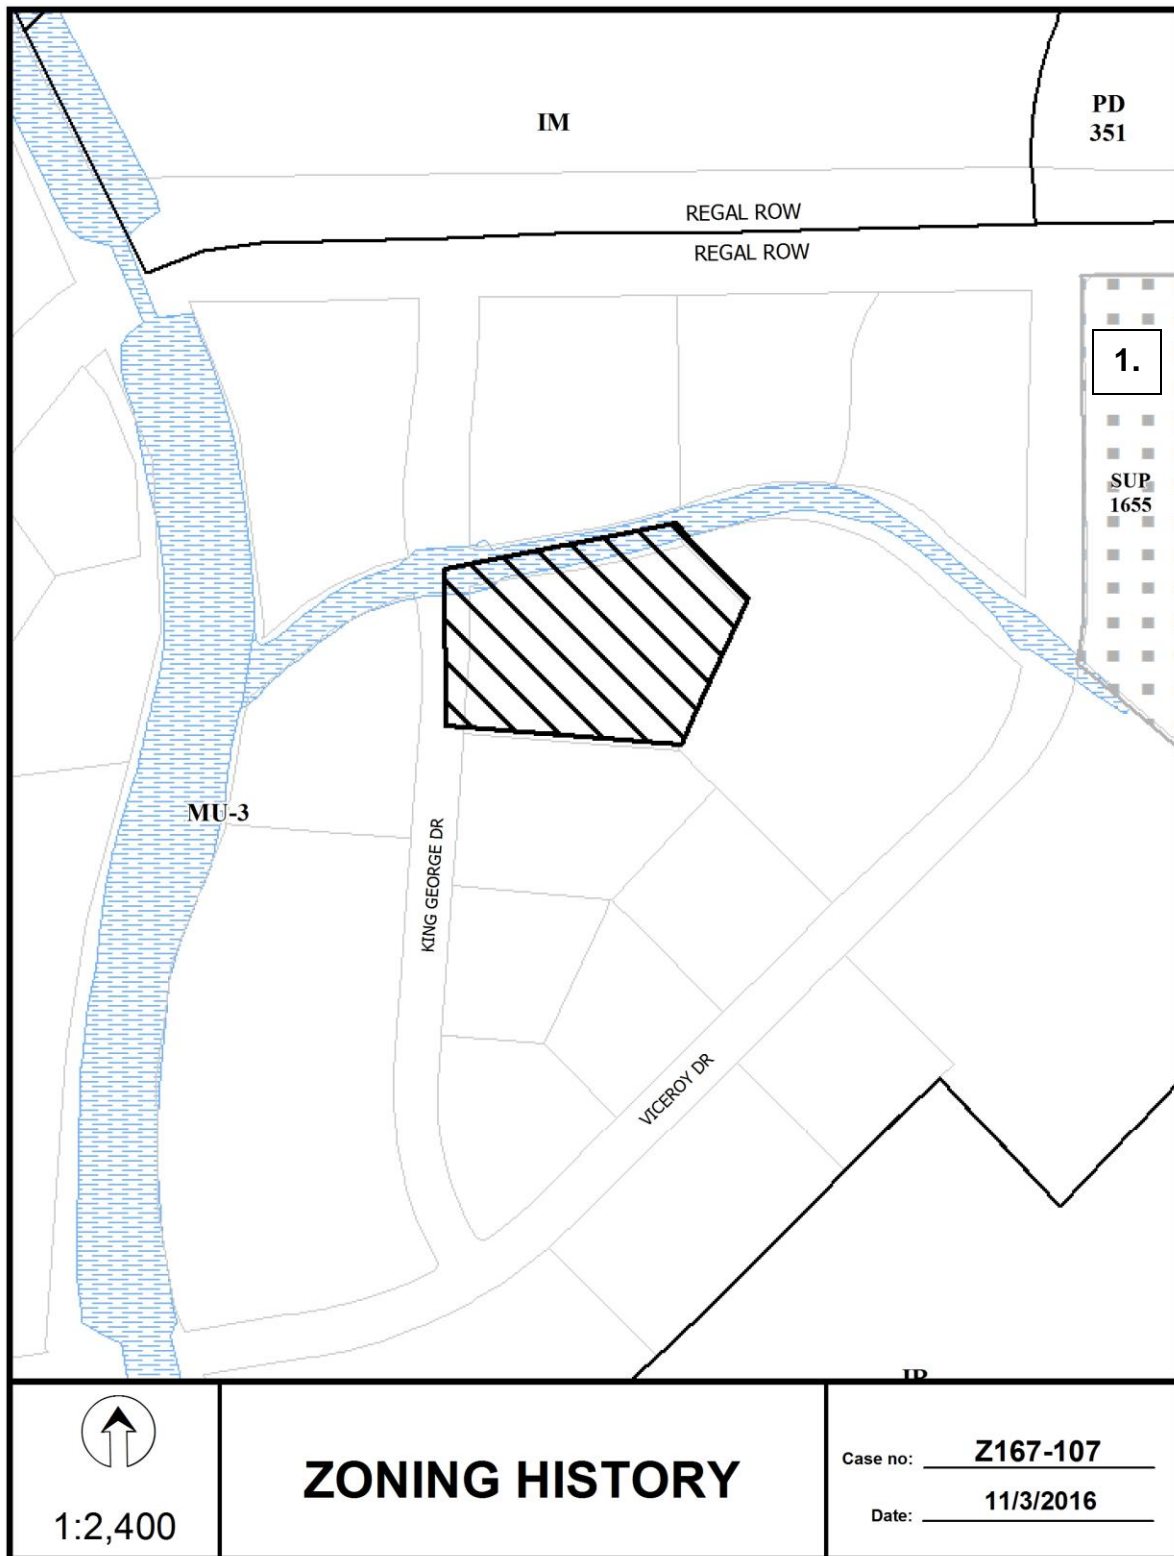 IM
PD
351
REGAL ROW
REGAL ROW
1.
SUP
1655
MU-3
KING GEORGE DR
VICEROY DR
1:2,400
ZONING HISTORY
Case no: Z167-107
Date: 11/3/2016